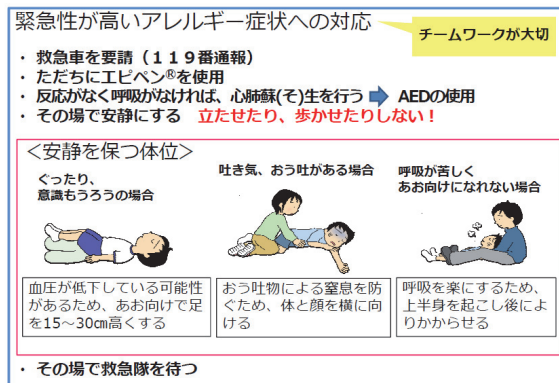 緊急性が高いアレルギー症状への対応
チームワークが大切
・ 救急車を要請（１１９番通報）
・ ただちにエピペン®を使用
・ 反応がなく呼吸がなければ、心肺蘇(そ)生を行う ➡ AEDの使用
・ その場で安静にする 立たせたり、歩かせたりしない！
＜安静を保つ体位＞
ぐったり、
意識もうろうの場合
吐き気、おう吐がある場合
呼吸が苦しく
あお向けになれない場合
血圧が低下している可能性
があるため、あおむけで足
を15～30㎝高くする
おう吐物による窒息を防
ぐため、体と顔を横に向
ける
呼吸を楽にするため、
上半身を起こし後に
よりかからせる
・ その場で救急隊を待つ